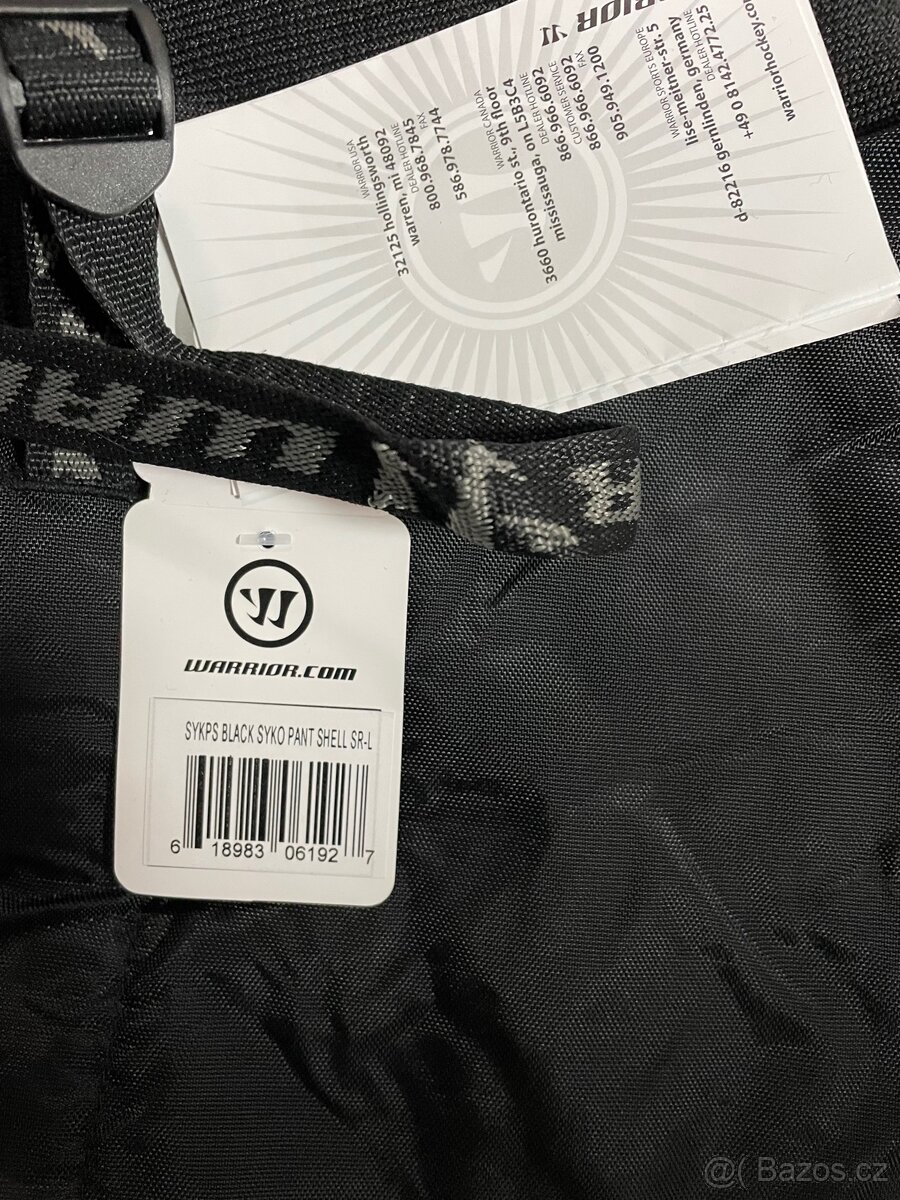 WARRIOR
WARRIOR USA
32125 hollingsworth
warren, mi 48092
DEALER HOTLINE
800.968.7845
FAX
586.978.7744
WARRIOR CANADA
3660 hurontario st., 9th floor
mississauga, on L5B3C4
DEALER HOTLINE
866.966.6092
CUSTOMER SERVICE
866.996.6092
FAX
905.949.1200
WARRIOR SPORTS EUROPE
lise-meitner-str. 5
d-82216 gernlinden, germany
DEALER HOTLINE
+49 0 8142.4772.25
warriorhockey.com
WARRIOR.COM
SYKPS BLACK SYKO PANT SHELL SR-L
6 18983 06192 7
@( Bazos.cz